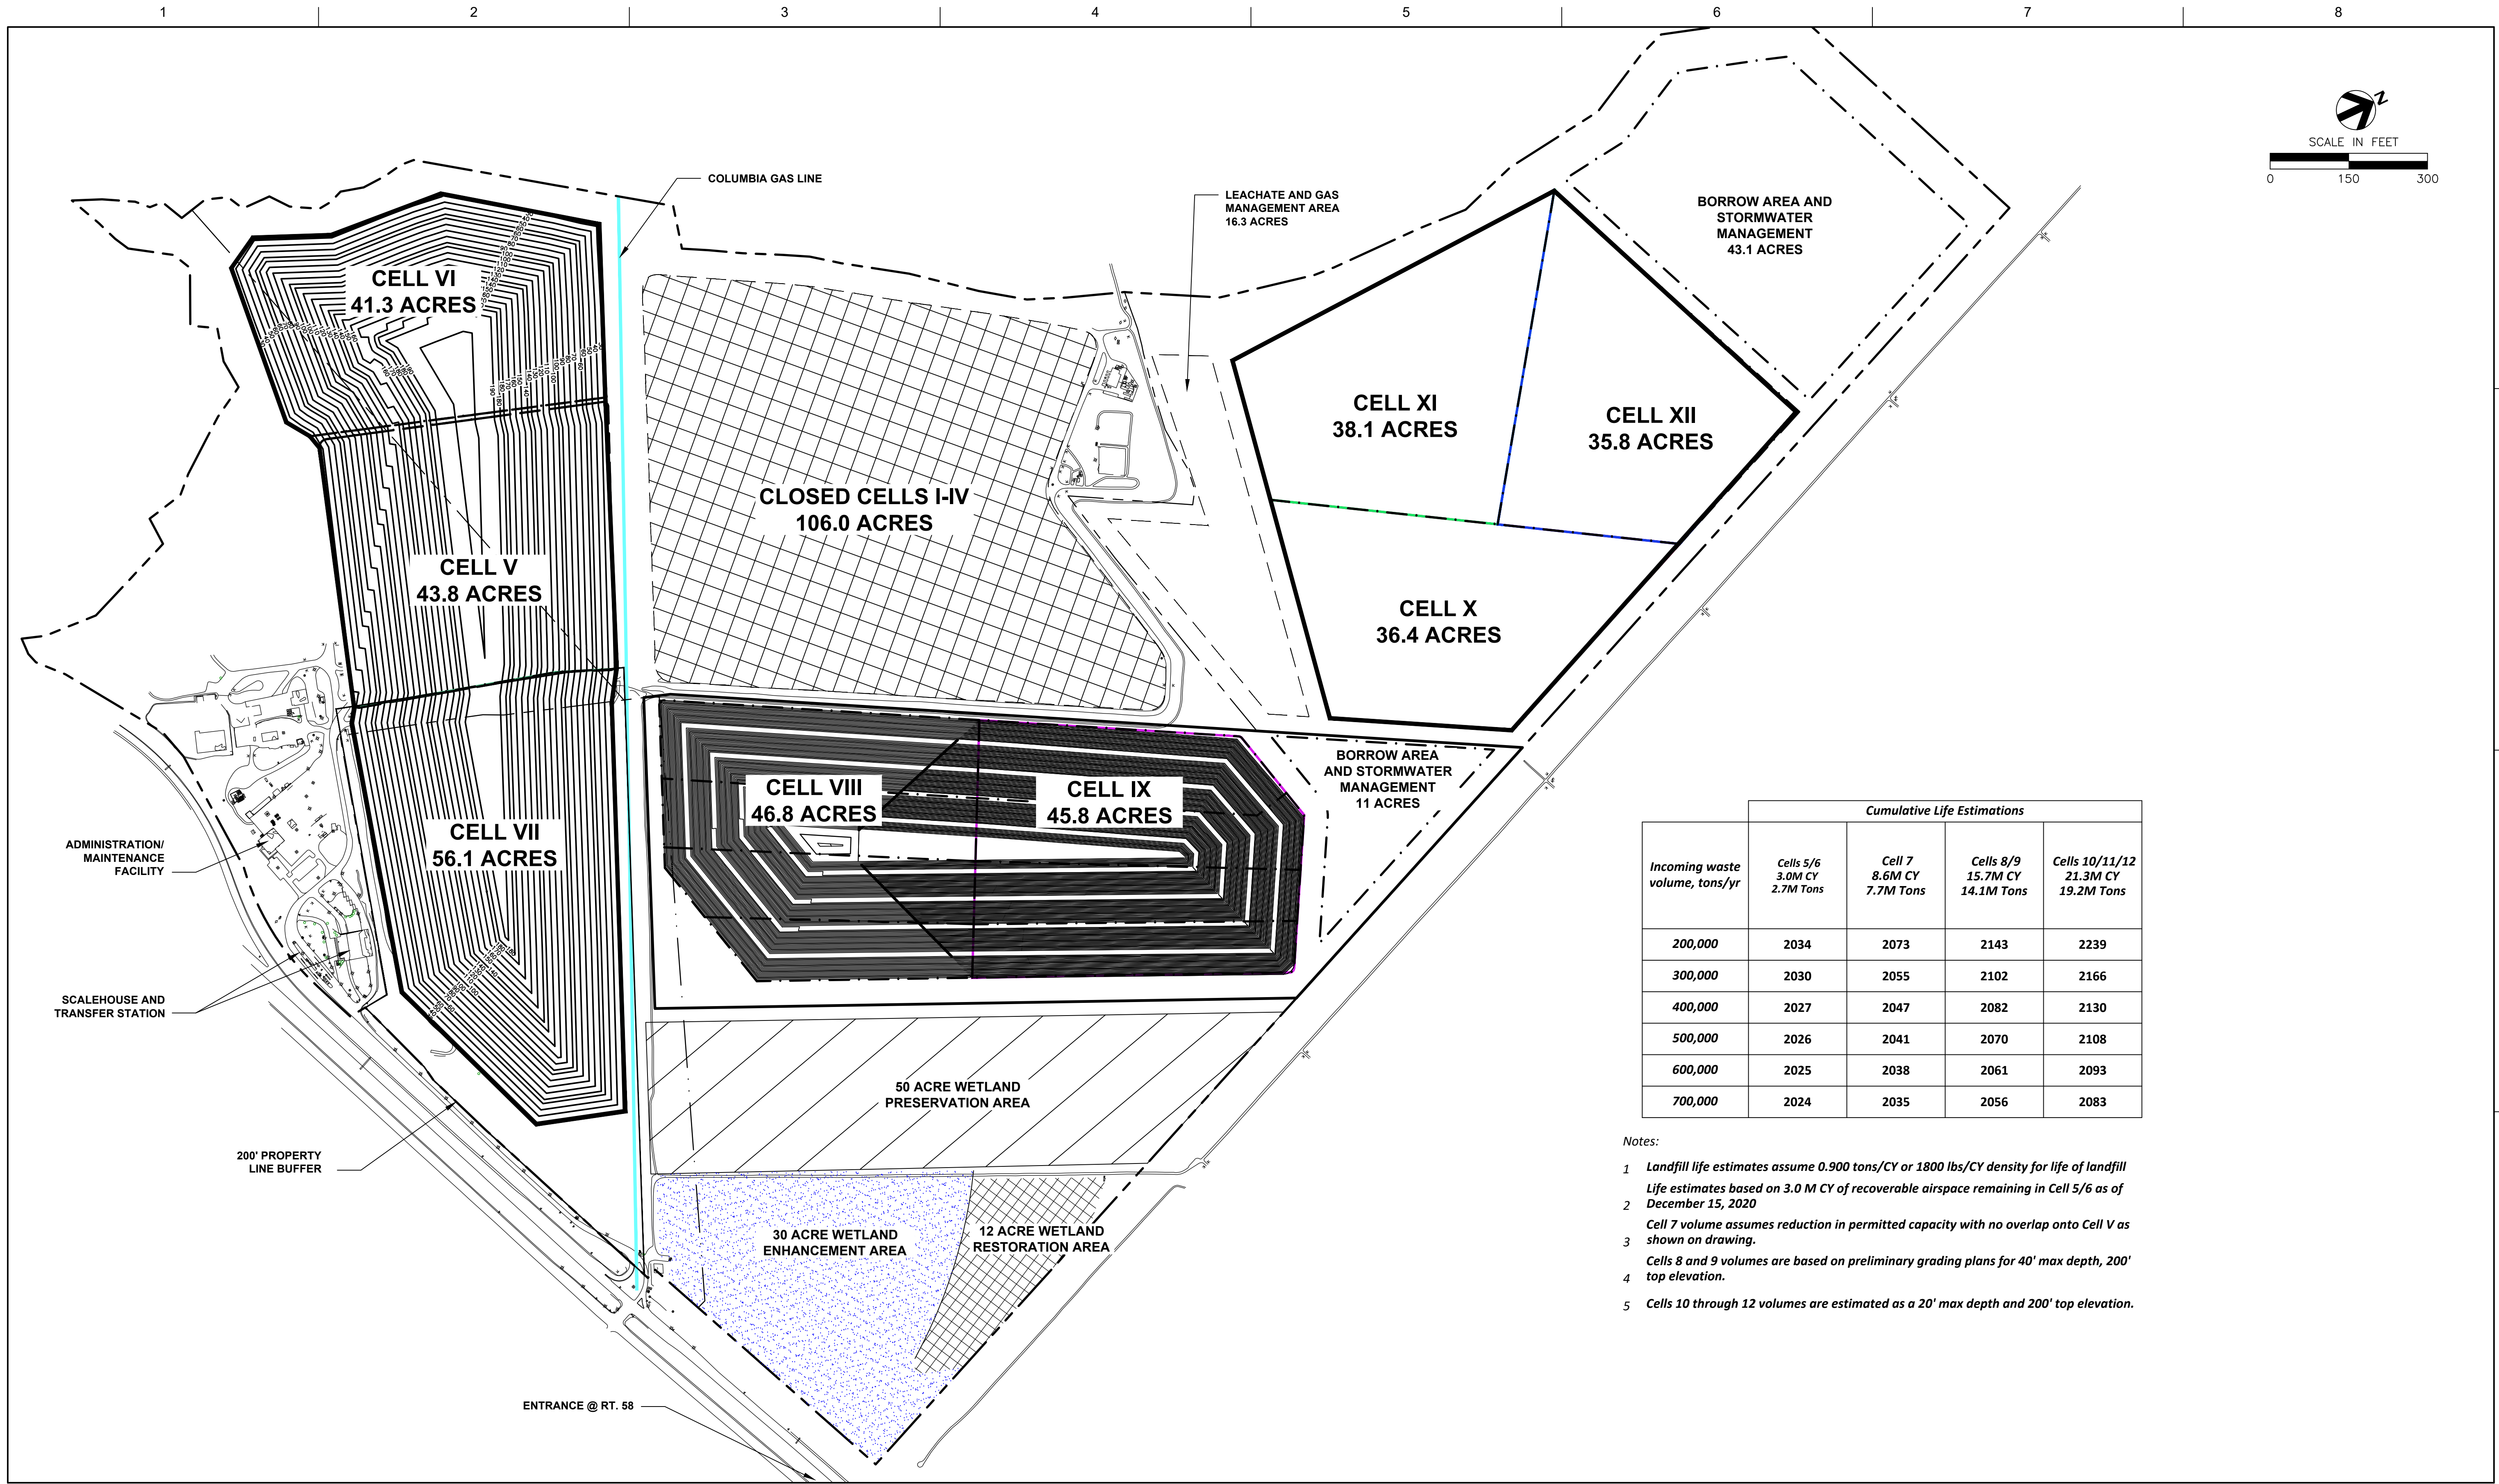 1 2 3 4 5 6 7 8
N
SCALE IN FEET
0 150 300
COLUMBIA GAS LINE
LEACHATE AND GAS
MANAGEMENT AREA
16.3 ACRES
BORROW AREA AND
STORMWATER
MANAGEMENT
43.1 ACRES
CELL VI
41.3 ACRES
CELL XI
38.1 ACRES
CELL XII
35.8 ACRES
CLOSED CELLS I-IV
106.0 ACRES
CELL V
43.8 ACRES
CELL X
36.4 ACRES
CELL VIII
46.8 ACRES
CELL IX
45.8 ACRES
BORROW AREA
AND STORMWATER
MANAGEMENT
11 ACRES
CELL VII
56.1 ACRES
ADMINISTRATION/
MAINTENANCE
FACILITY
SCALEHOUSE AND
TRANSFER STATION
200' PROPERTY
LINE BUFFER
50 ACRE WETLAND
PRESERVATION AREA
30 ACRE WETLAND
ENHANCEMENT AREA
12 ACRE WETLAND
RESTORATION AREA
ENTRANCE @ RT. 58
Cumulative Life Estimations
Incoming waste
volume, tons/yr
Cells 5/6
3.0M CY
2.7M Tons
Cell 7
8.6M CY
7.7M Tons
Cells 8/9
15.7M CY
14.1M Tons
Cells 10/11/12
21.3M CY
19.2M Tons
200,000 2034 2073 2143 2239
300,000 2030 2055 2102 2166
400,000 2027 2047 2082 2130
500,000 2026 2041 2070 2108
600,000 2025 2038 2061 2093
700,000 2024 2035 2056 2083
Notes:
1 Landfill life estimates assume 0.900 tons/CY or 1800 lbs/CY density for life of landfill
Life estimates based on 3.0 M CY of recoverable airspace remaining in Cell 5/6 as of
2 December 15, 2020
Cell 7 volume assumes reduction in permitted capacity with no overlap onto Cell V as
3 shown on drawing.
Cells 8 and 9 volumes are based on preliminary grading plans for 40' max depth, 200'
4 top elevation.
5 Cells 10 through 12 volumes are estimated as a 20' max depth and 200' top elevation.